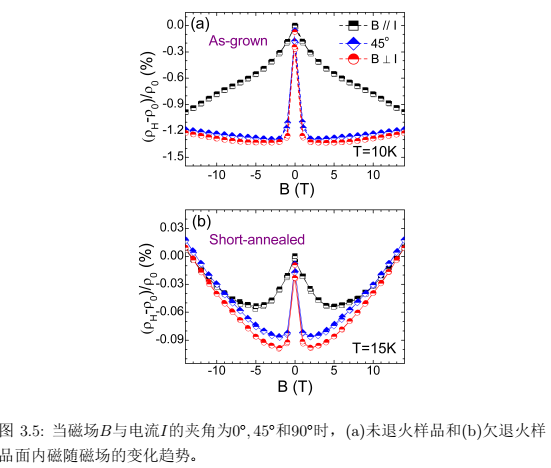 (a)
As-grown
B // I
45°
B ⊥ I
T=10K
(ρH-ρ0)/ρ0 (%)
0.0
-0.3
-0.6
-0.9
-1.2
-1.5
-10 -5 0 5 10
B (T)
(b)
Short-annealed
T=15K
(ρH-ρ0)/ρ0 (%)
0.03
0.00
-0.03
-0.06
-0.09
-10 -5 0 5 10
B (T)
图 3.5: 当磁场B与电流I的夹角为0°, 45°和90°时，(a)未退火样品和(b)欠退火样
品面内磁随磁场的变化趋势。